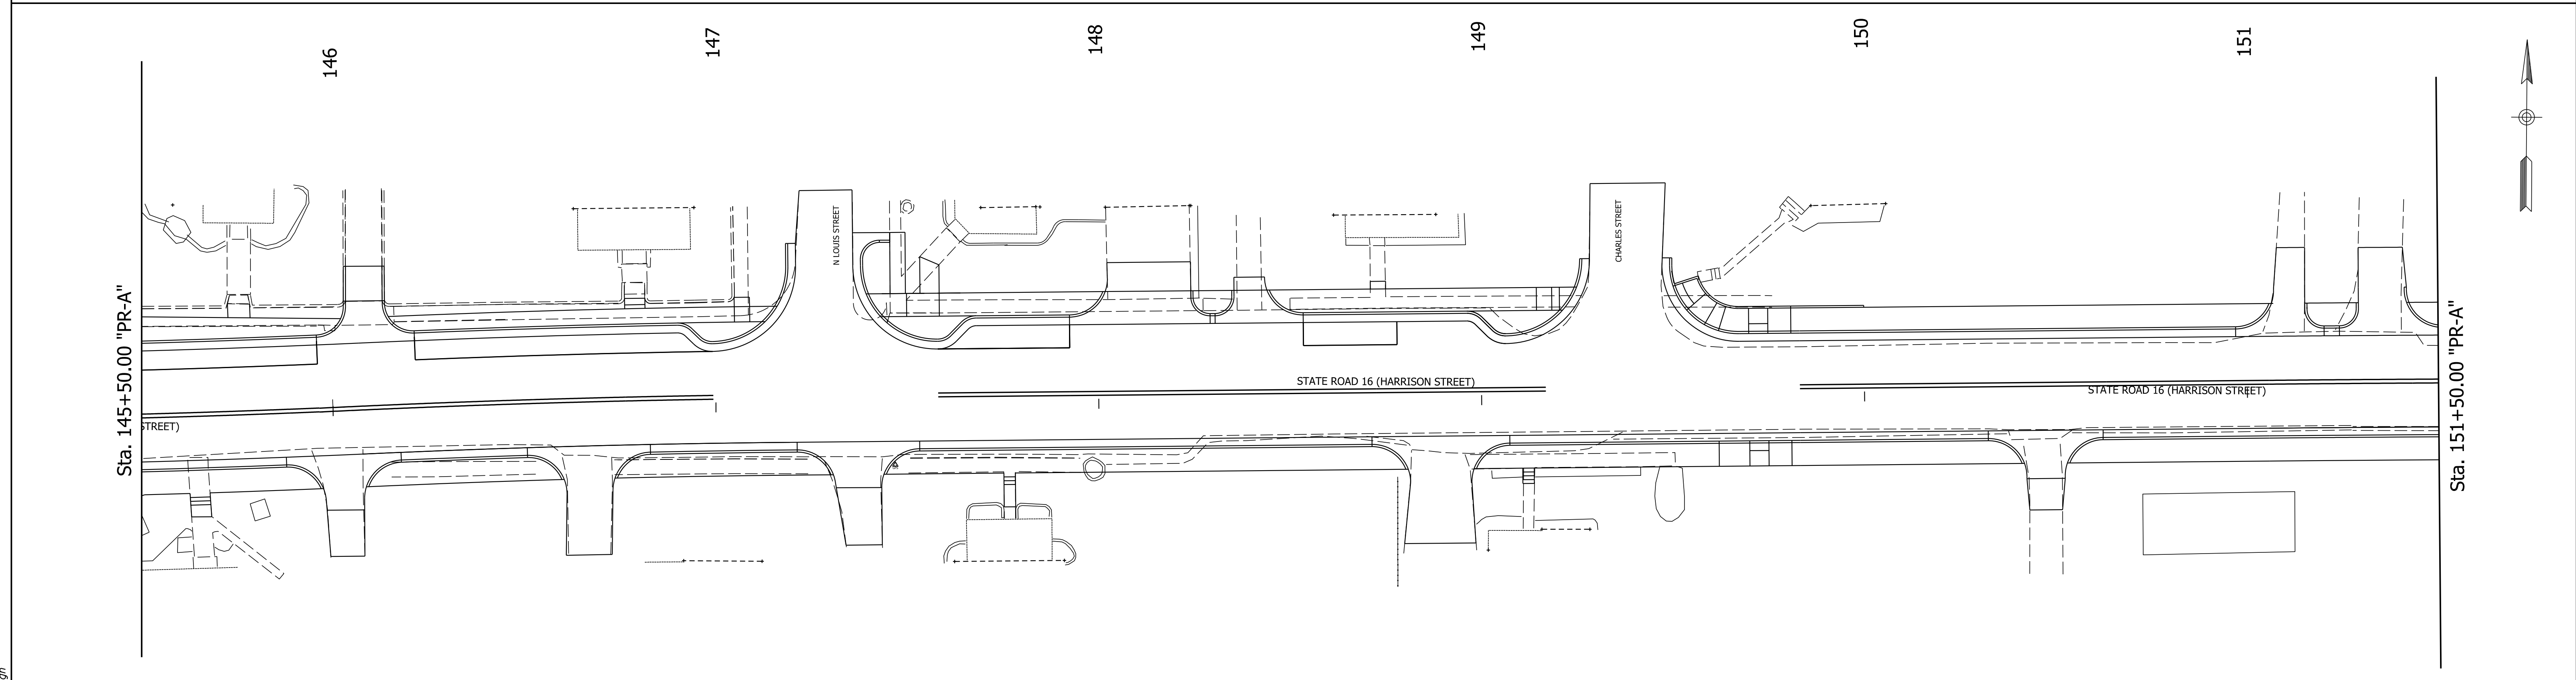 146
147
148
149
150
151
Sta. 145+50.00 "PR-A"
N LOUIS STREET
CHARLES STREET
STATE ROAD 16 (HARRISON STREET)
STATE ROAD 16 (HARRISON STREET)
STREET)
Sta. 151+50.00 "PR-A"
gn